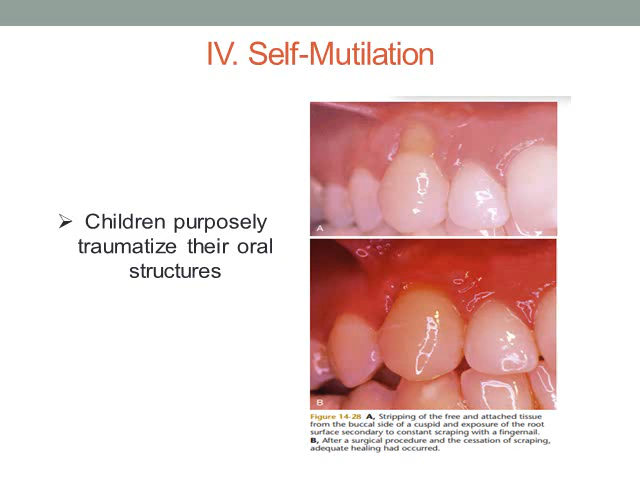 IV. Self-Mutilation
➢ Children purposely
traumatize their oral
structures
A
B
Figure 14-28 A, Stripping of the free and attached tissue
from the buccal side of a cuspid and exposure of the root
surface secondary to constant scraping with a fingernail.
B, After a surgical procedure and the cessation of scraping,
adequate healing had occurred.